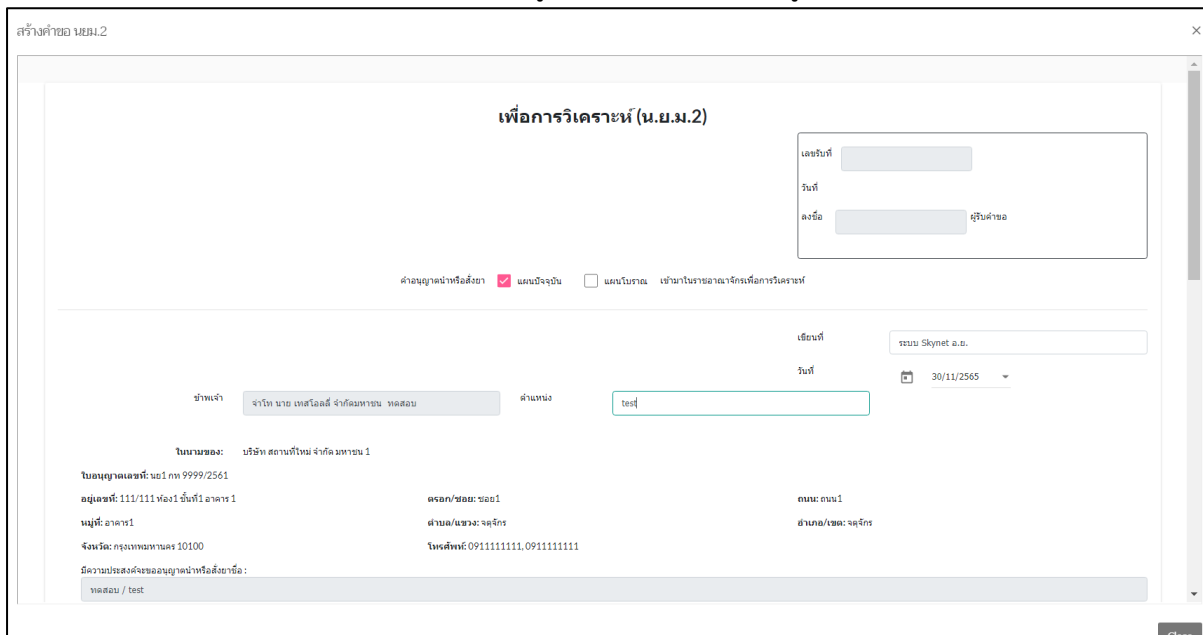 สร้างคำขอ นยม.2 ×
เพื่อการวิเคราะห์ (น.ย.ม.2)
เลขรับที่
วันที่
ลงชื่อ ผู้รับคำขอ
คำอนุญาตนำหรือสั่งยา แผนปัจจุบัน แผนโบราณ เข้ามาในราชอาณาจักรเพื่อการวิเคราะห์
เขียนที่ ระบบ Skynet อ.ย.
วันที่ 30/11/2565
ข้าพเจ้า จ่าโท นาย เทสโอลลี่ จำกัดมหาชน ทดสอบ ตำแหน่ง test
ในนามของ: บริษัท สถานที่ใหม่ จำกัด มหาชน 1
ใบอนุญาตเลขที่: นย1 กท 9999/2561
อยู่เลขที่: 111/111 ห้อง1 ชั้นที่1 อาคาร 1 ตรอก/ซอย: ซอย1 ถนน: ถนน1
หมู่ที่: อาคาร1 ตำบล/แขวง: จตุจักร อำเภอ/เขต: จตุจักร
จังหวัด: กรุงเทพมหานคร 10100 โทรศัพท์: 0911111111, 0911111111
มีความประสงค์จะขออนุญาตนำหรือสั่งยาชื่อ :
ทดสอบ / test